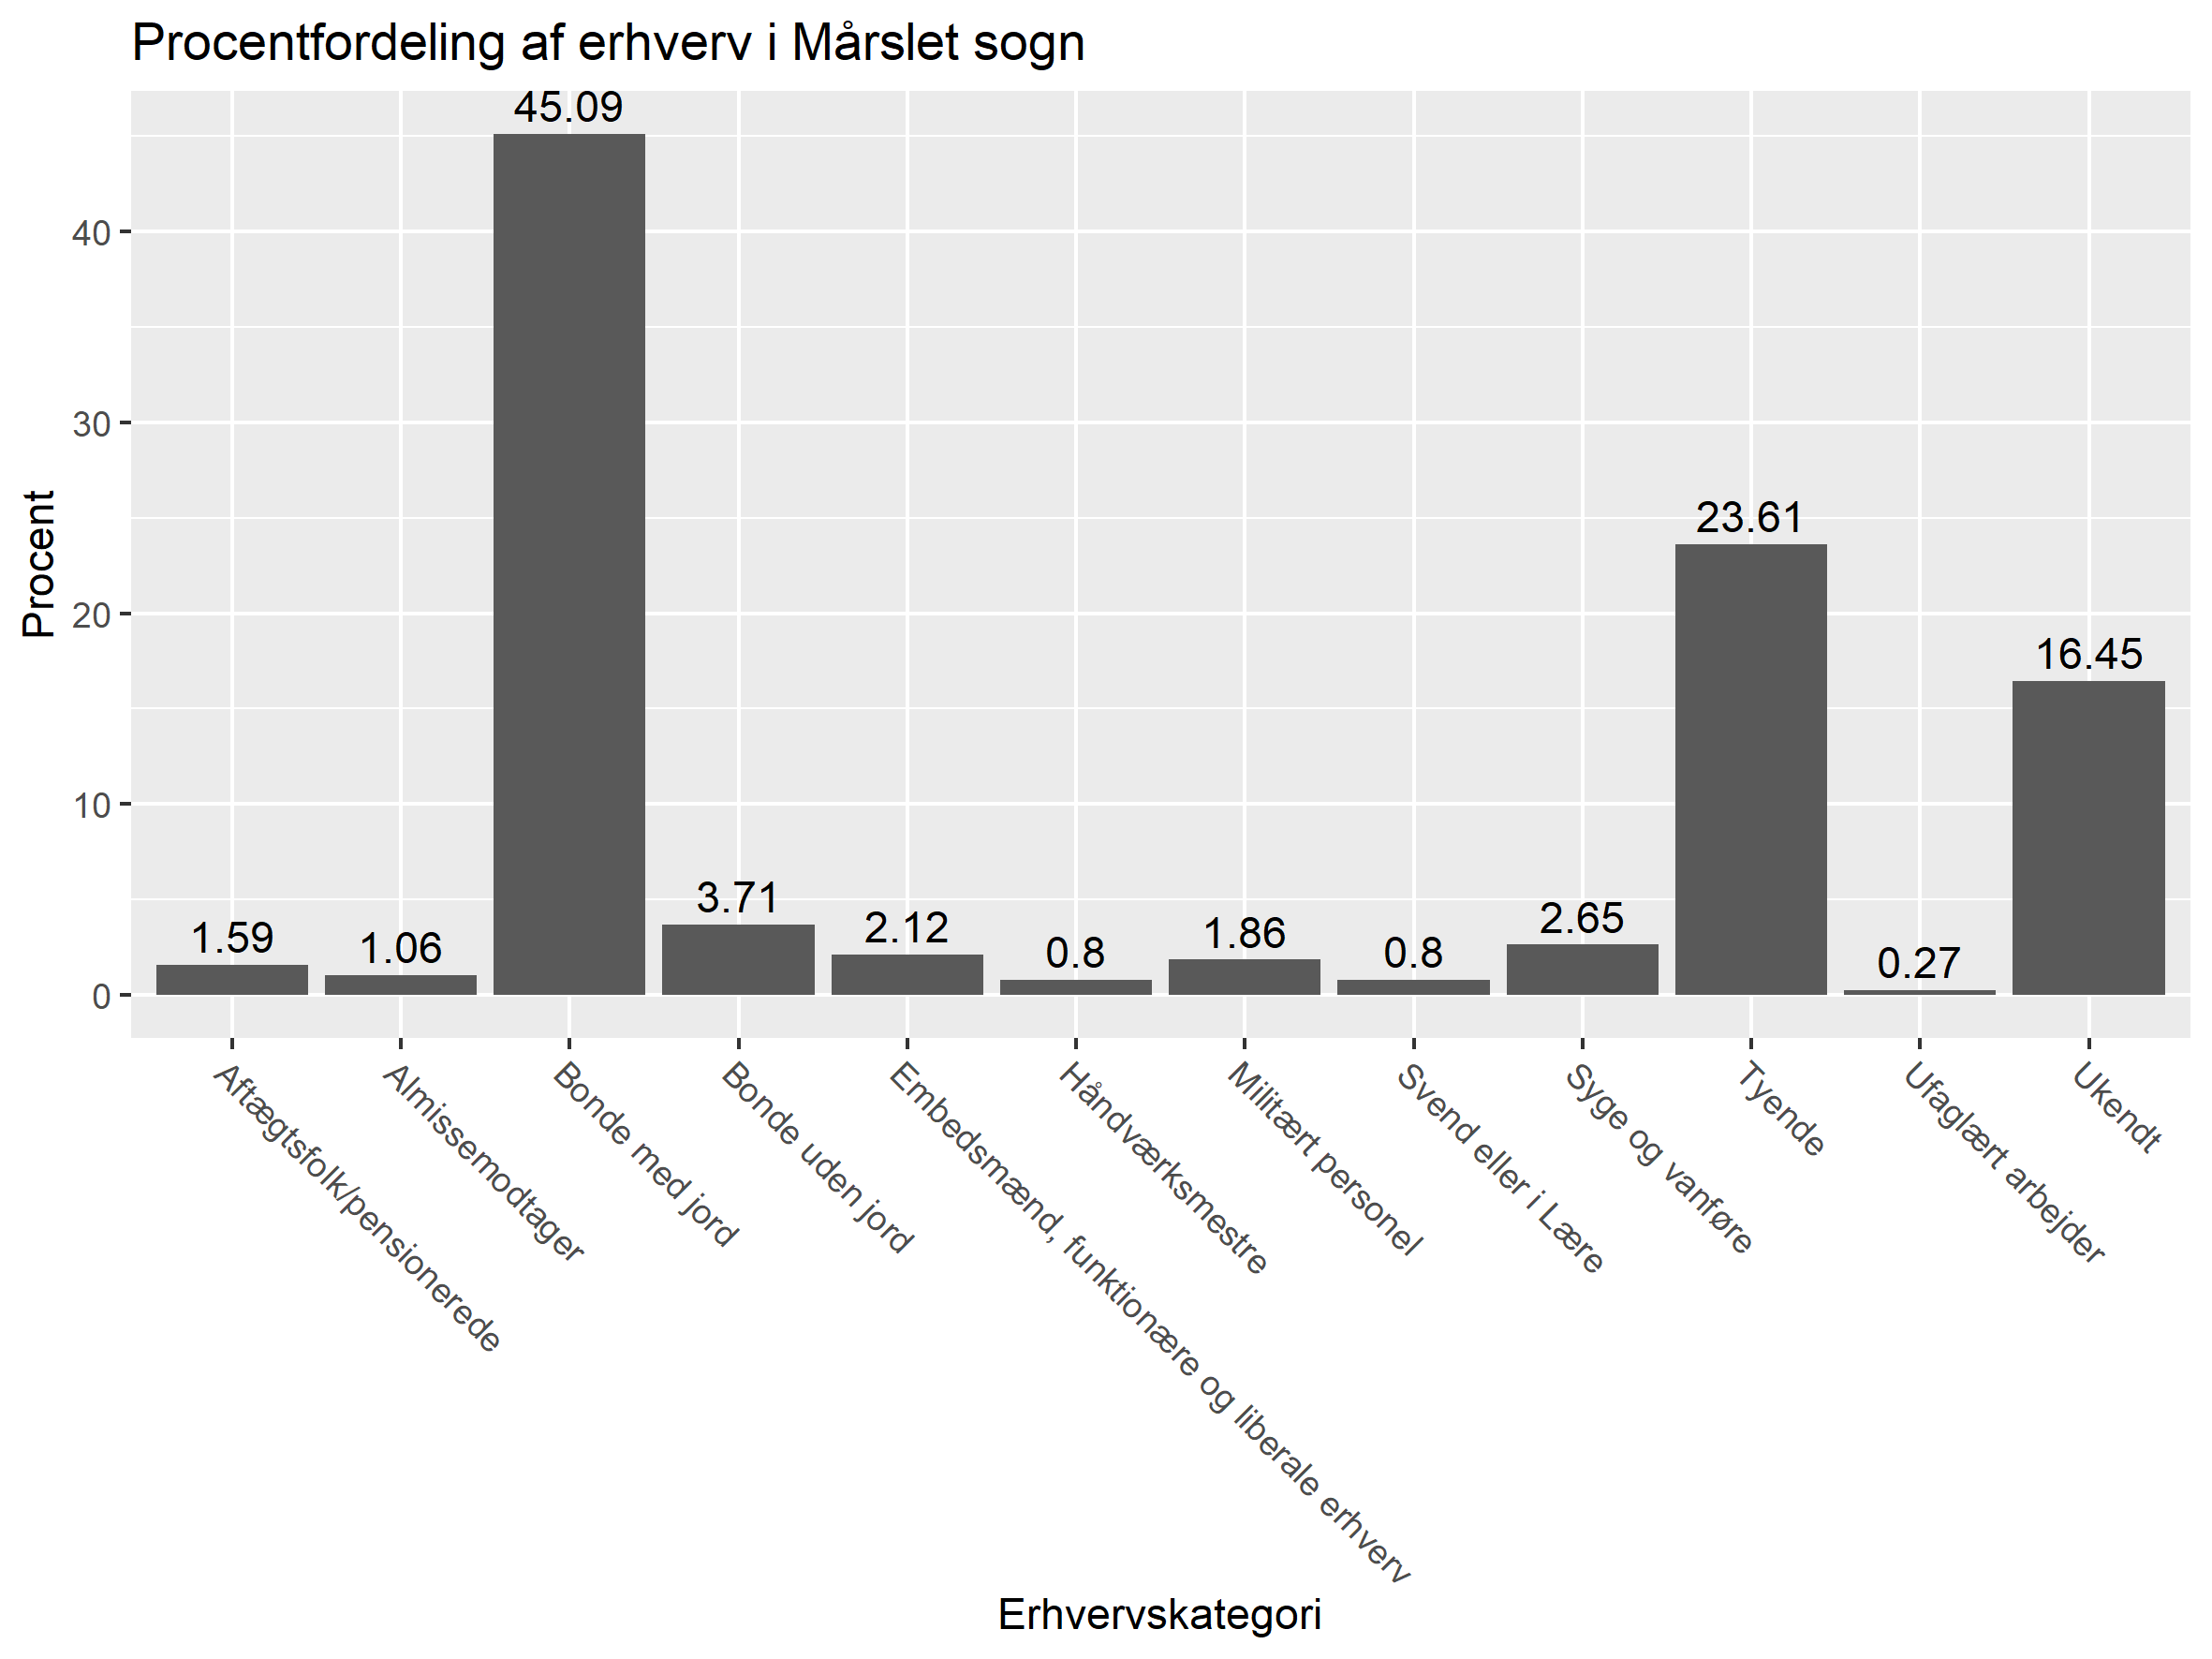 Procentfordeling af erhverv i Mårslet sogn
Procent
40
30
20
10
0
1.59
1.06
45.09
3.71
2.12
0.8
1.86
0.8
2.65
23.61
0.27
16.45
Aftægtsfolk/pensionerede
Almissemodtager
Bonde med jord
Bonde uden jord
Embedsmænd, funktionære og liberale erhverv
Håndværksmestre
Militært personel
Svend eller i Lære
Syge og vanføre
Tyende
Ufaglært arbejder
Ukendt
Erhvervskategori